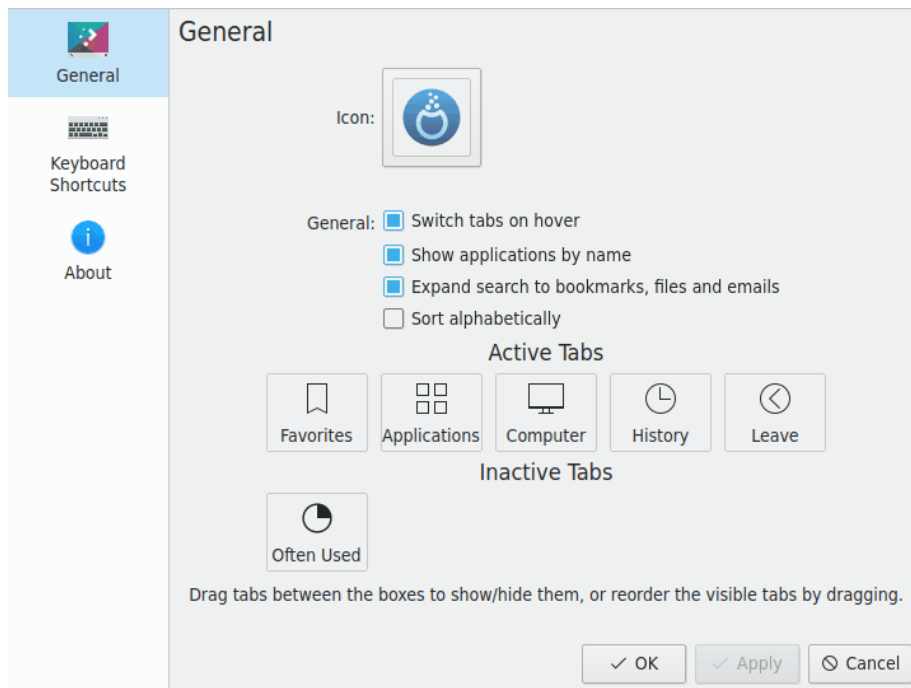 General
General
Keyboard
Shortcuts
About
Icon:
General:
Switch tabs on hover
Show applications by name
Expand search to bookmarks, files and emails
Sort alphabetically
Active Tabs
Favorites
Applications
Computer
History
Leave
Inactive Tabs
Often Used
Drag tabs between the boxes to show/hide them, or reorder the visible tabs by dragging.
OK
Apply
Cancel